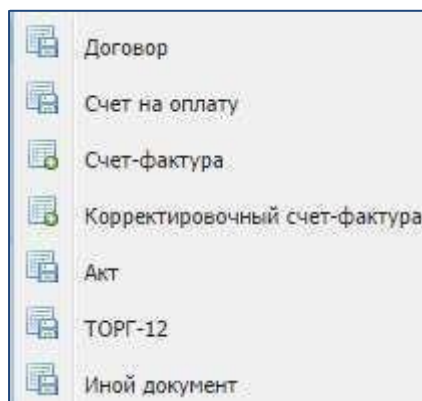 Договор
Счет на оплату
Счет-фактура
Корректировочный счет-фактура
Акт
ТОРГ-12
Иной документ